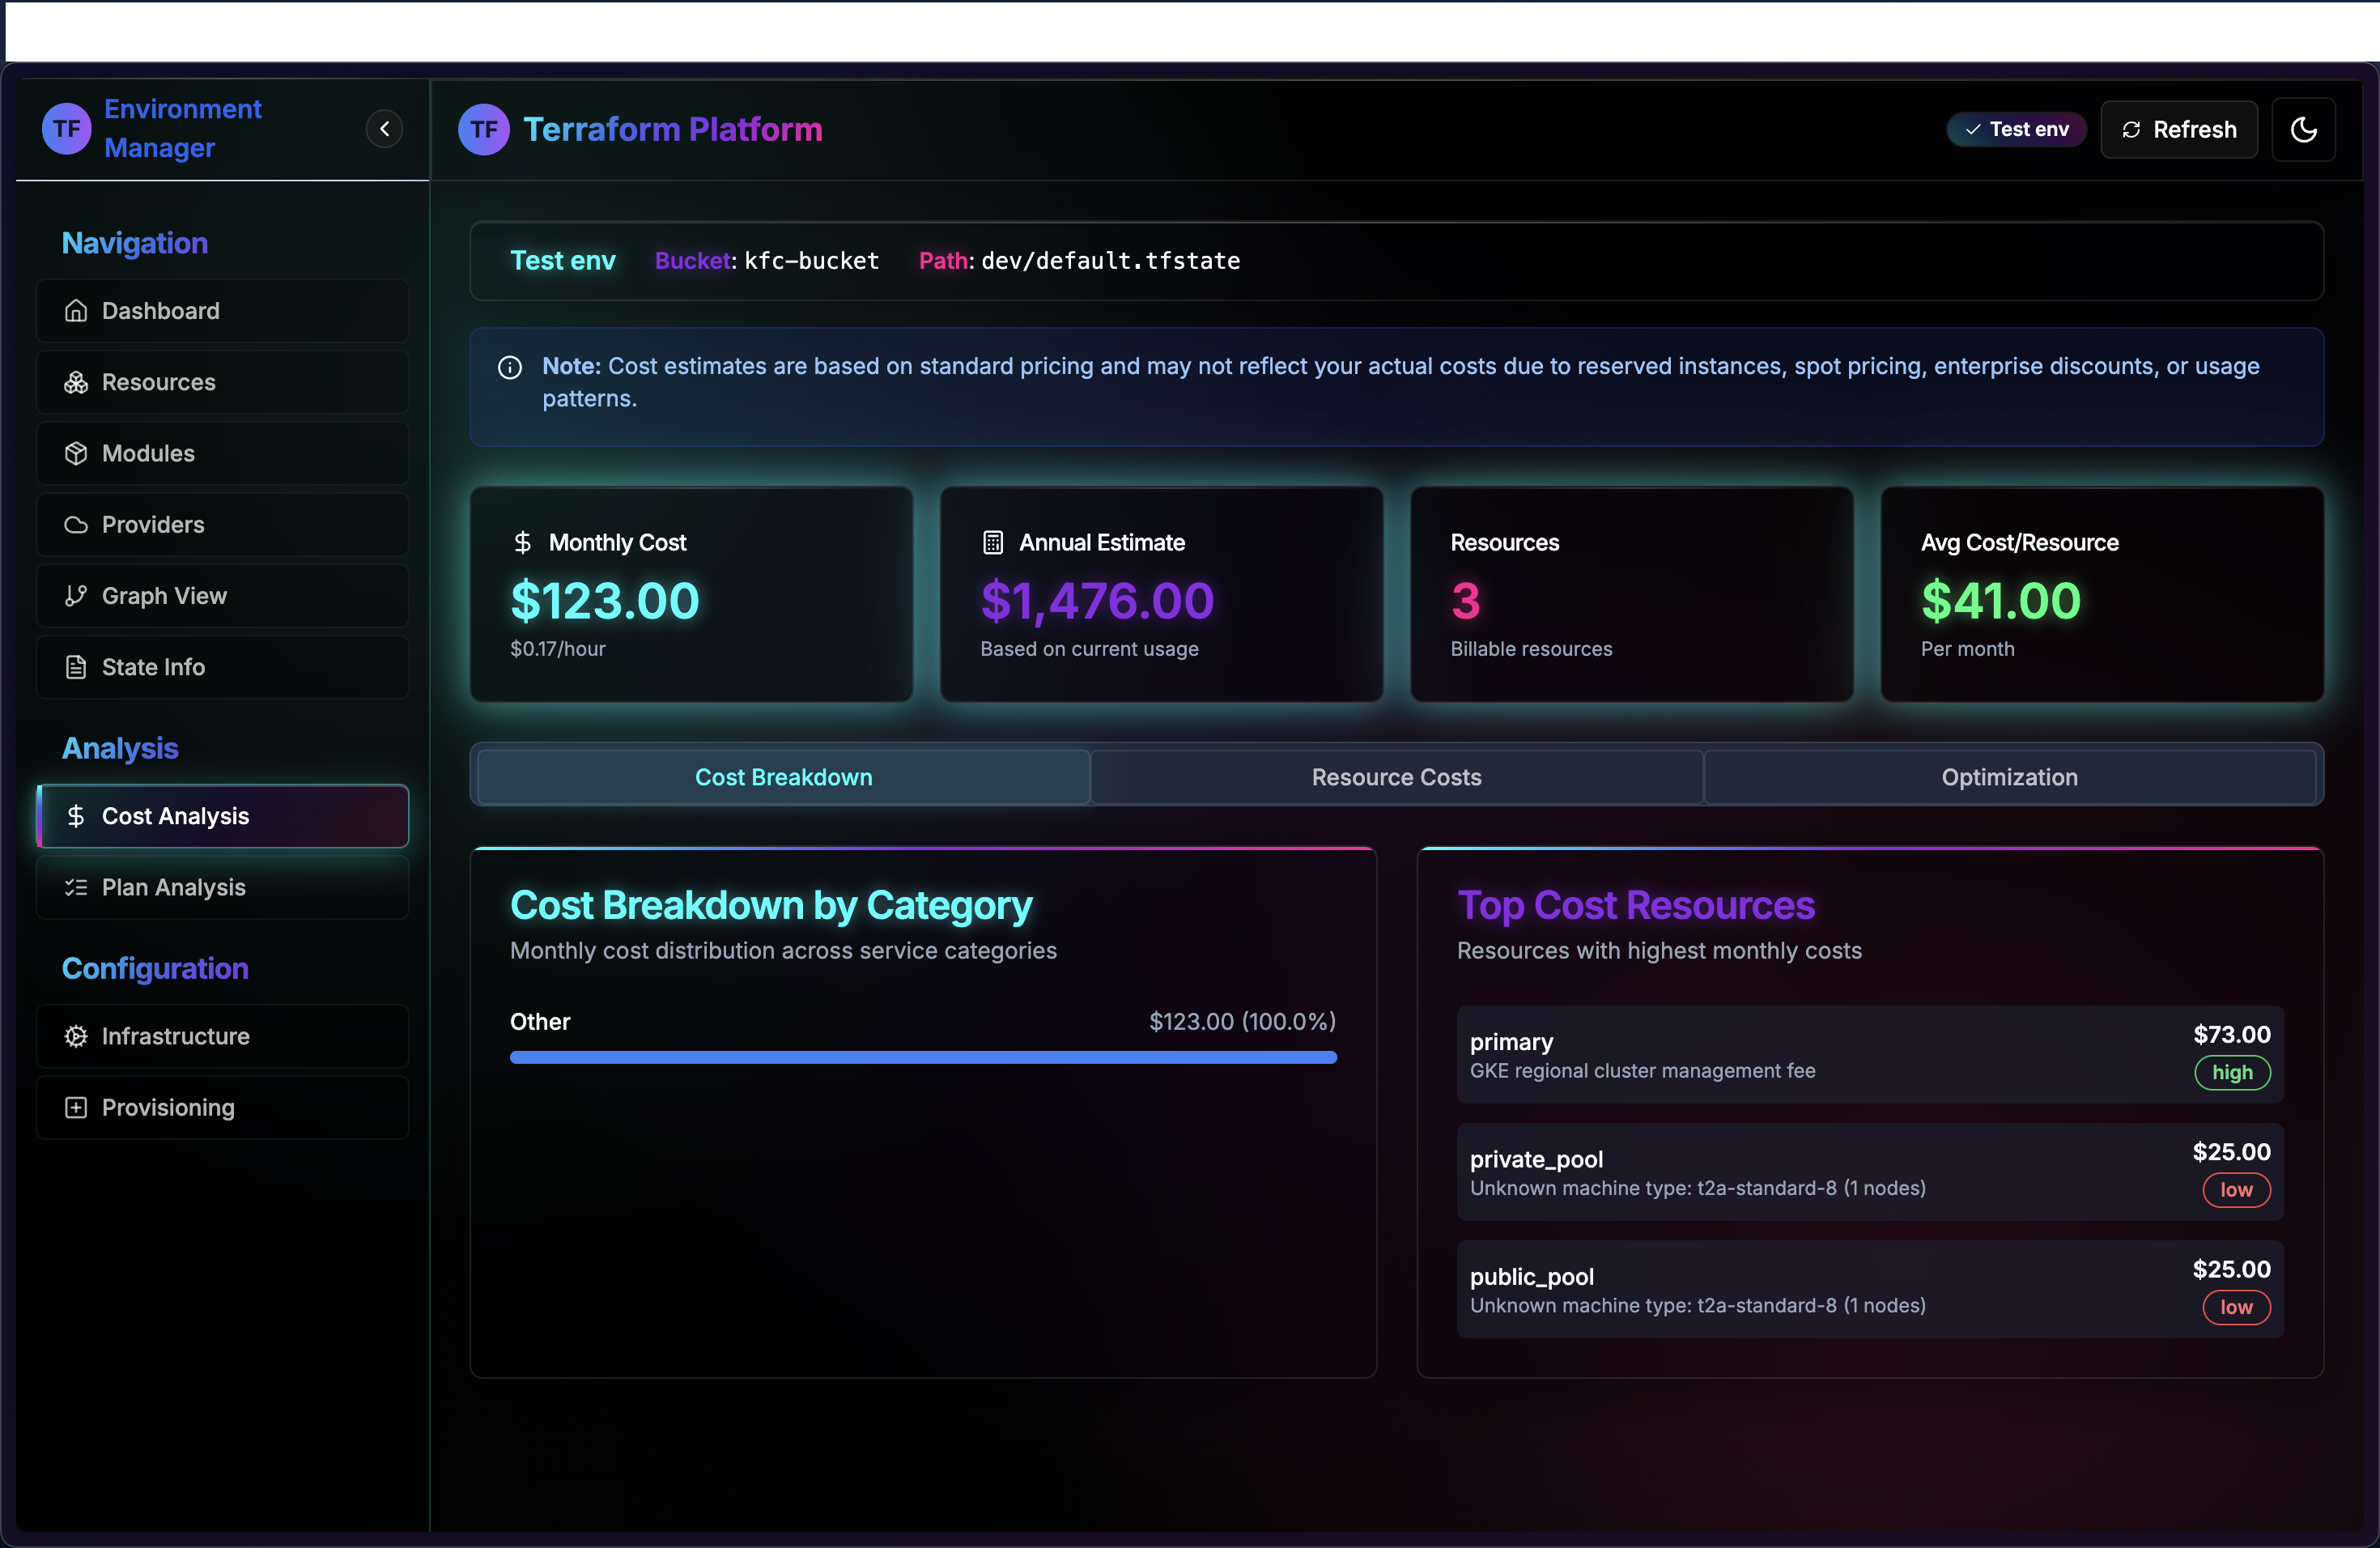 TF
Environment
Manager
Navigation
Dashboard
Resources
Modules
Providers
Graph View
State Info
Analysis
Cost Analysis
Plan Analysis
Configuration
Infrastructure
Provisioning
TF Terraform Platform
Test env
Refresh
Test env Bucket: kfc-bucket Path: dev/default.tfstate
Note: Cost estimates are based on standard pricing and may not reflect your actual costs due to reserved instances, spot pricing, enterprise discounts, or usage
patterns.
Monthly Cost
$123.00
$0.17/hour
Annual Estimate
$1,476.00
Based on current usage
Resources
3
Billable resources
Avg Cost/Resource
$41.00
Per month
Cost Breakdown
Resource Costs
Optimization
Cost Breakdown by Category
Monthly cost distribution across service categories
Other $123.00 (100.0%)
Top Cost Resources
Resources with highest monthly costs
primary $73.00
GKE regional cluster management fee high
private_pool $25.00
Unknown machine type: t2a-standard-8 (1 nodes) low
public_pool $25.00
Unknown machine type: t2a-standard-8 (1 nodes) low